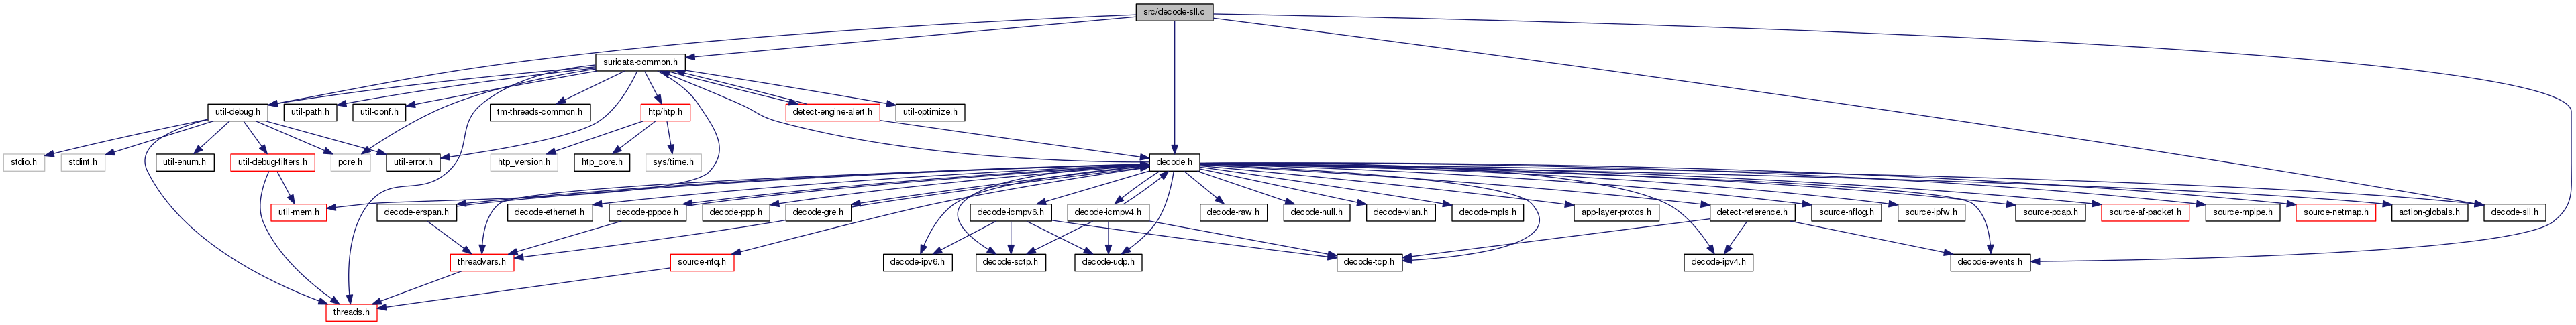 src/decode-sll.c
suricata-common.h
util-debug.h
util-path.h
util-conf.h
tm-threads-common.h
htp/htp.h
detect-engine-alert.h
util-optimize.h
stdio.h
stdint.h
util-enum.h
util-debug-filters.h
pcre.h
util-error.h
htp_version.h
htp_core.h
sys/time.h
decode.h
util-mem.h
decode-erspan.h
decode-ethernet.h
decode-pppoe.h
decode-ppp.h
decode-gre.h
decode-icmpv6.h
decode-icmpv4.h
decode-raw.h
decode-null.h
decode-vlan.h
decode-mpls.h
app-layer-protos.h
detect-reference.h
source-nflog.h
source-ipfw.h
source-pcap.h
source-af-packet.h
source-mpipe.h
source-netmap.h
action-globals.h
decode-sll.h
threadvars.h
source-nfq.h
decode-ipv6.h
decode-sctp.h
decode-udp.h
decode-tcp.h
decode-ipv4.h
decode-events.h
threads.h